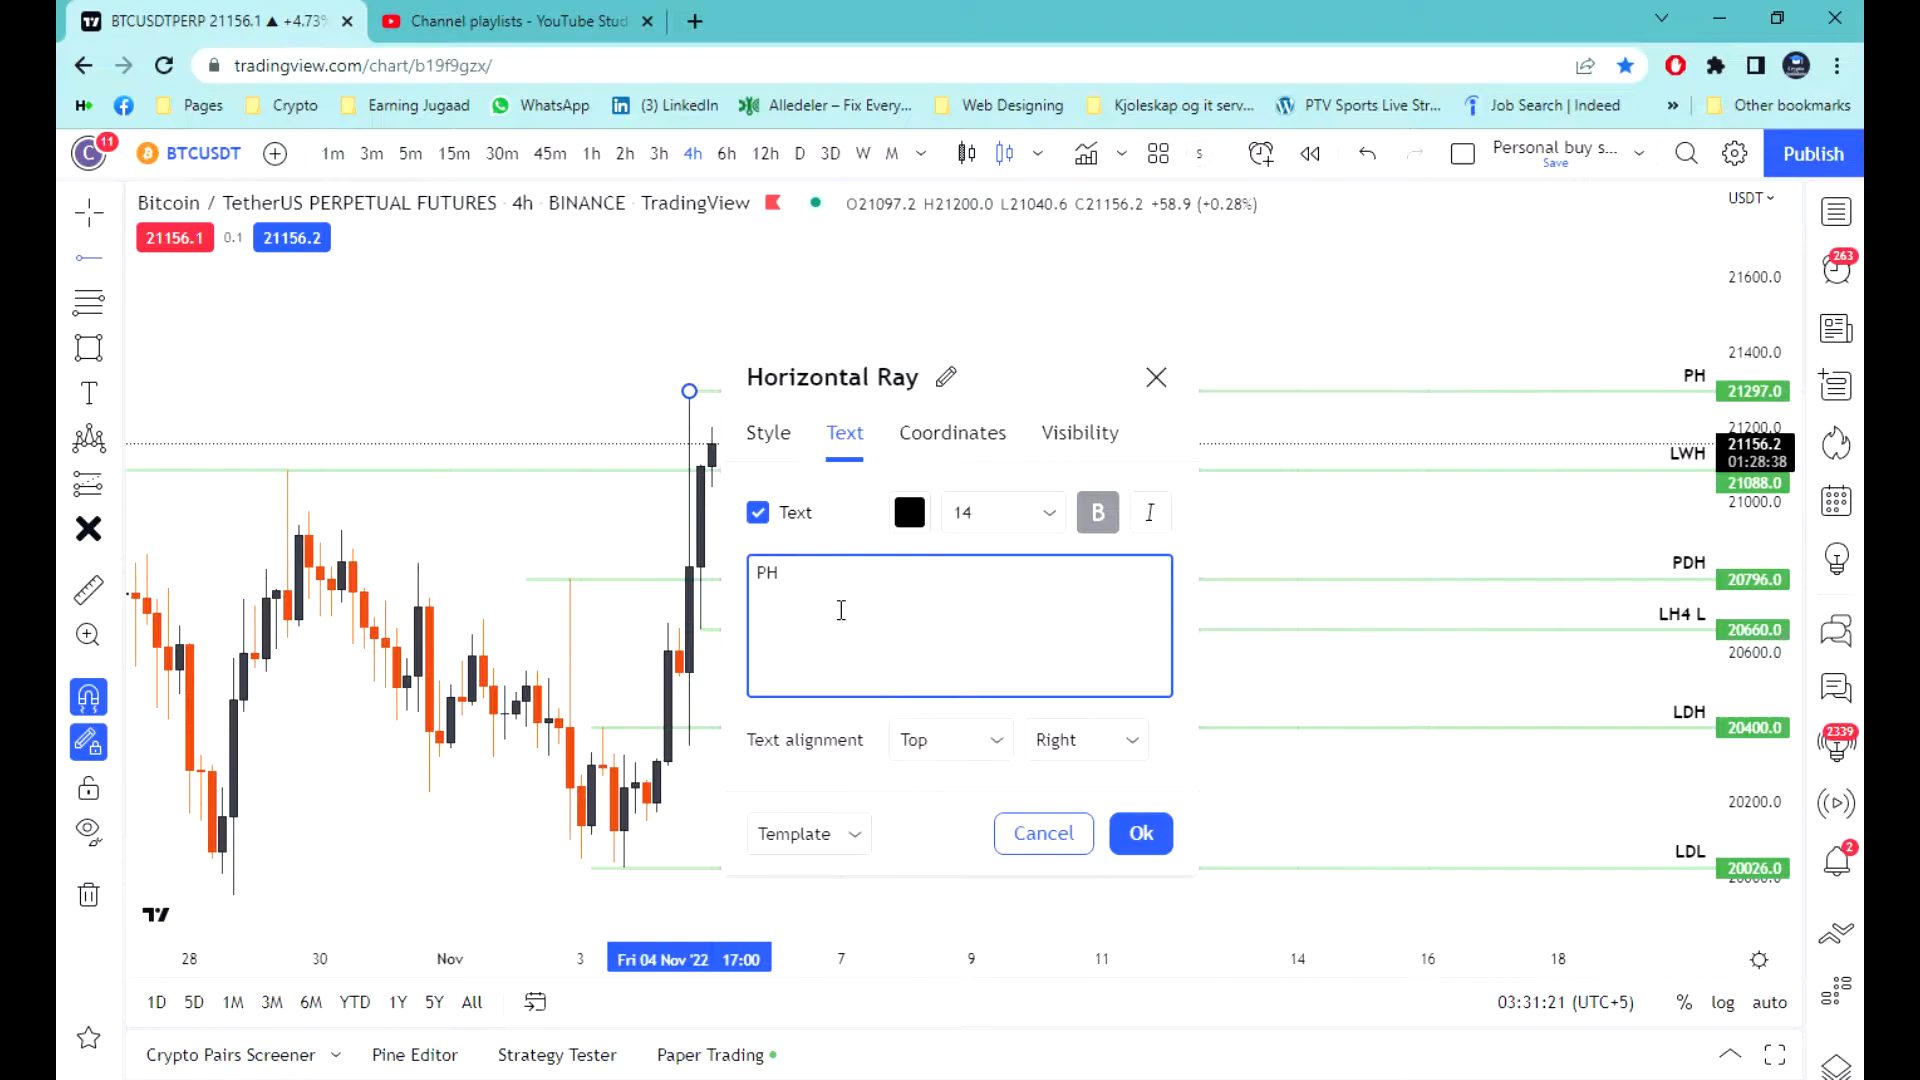 BTCUSDTPERP 21156.1 ▲ +4.73%
Channel playlists - YouTube Stud
tradingview.com/chart/b19f9gzx/
Pages
Crypto
Earning Jugaad
WhatsApp
(3) LinkedIn
Alledeler – Fix Every...
Web Designing
Kjoleskap og it serv...
PTV Sports Live Str...
Job Search | Indeed
»
Other bookmarks
C 11
BTCUSDT
1m 3m 5m 15m 30m 45m 1h 2h 3h 4h 6h 12h D 3D W M
s
Personal buy s...
Save
Publish
Bitcoin / TetherUS PERPETUAL FUTURES · 4h · BINANCE · TradingView
O21097.2 H21200.0 L21040.6 C21156.2 +58.9 (+0.28%)
USDT
21156.1 0.1 21156.2
263
21600.0
21400.0
PH 21297.0
21200.0
21156.2
01:28:38
LWH
21088.0
21000.0
PDH 20796.0
LH4 L 20660.0
20600.0
LDH 20400.0
2339
20200.0
2
LDL 20026.0
Horizontal Ray
Style Text Coordinates Visibility
Text 14 B I
PH
Text alignment Top Right
Template Cancel Ok
28 30 Nov 3 Fri 04 Nov '22 17:00 7 9 11 14 16 18
1D 5D 1M 3M 6M YTD 1Y 5Y All
03:31:21 (UTC+5) % log auto
Crypto Pairs Screener Pine Editor Strategy Tester Paper Trading